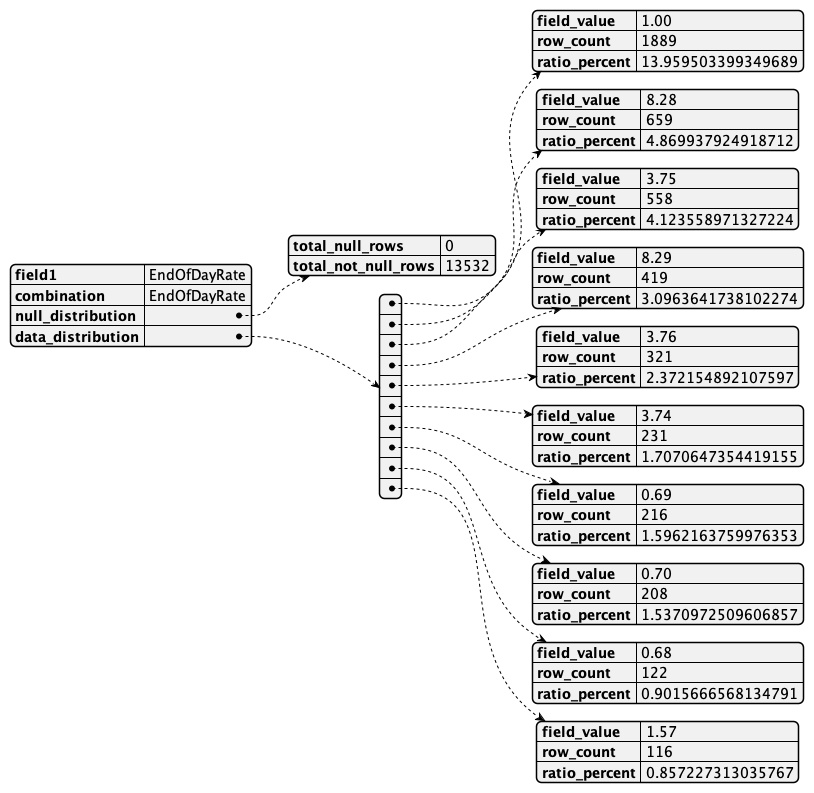 field1 EndOfDayRate
combination EndOfDayRate
null_distribution
data_distribution
total_null_rows 0
total_not_null_rows 13532
field_value 1.00
row_count 1889
ratio_percent 13.959503399349689
field_value 8.28
row_count 659
ratio_percent 4.869937924918712
field_value 3.75
row_count 558
ratio_percent 4.123558971327224
field_value 8.29
row_count 419
ratio_percent 3.0963641738102274
field_value 3.76
row_count 321
ratio_percent 2.372154892107597
field_value 3.74
row_count 231
ratio_percent 1.7070647354419155
field_value 0.69
row_count 216
ratio_percent 1.5962163759976353
field_value 0.70
row_count 208
ratio_percent 1.5370972509606857
field_value 0.68
row_count 122
ratio_percent 0.9015666568134791
field_value 1.57
row_count 116
ratio_percent 0.857227313035767